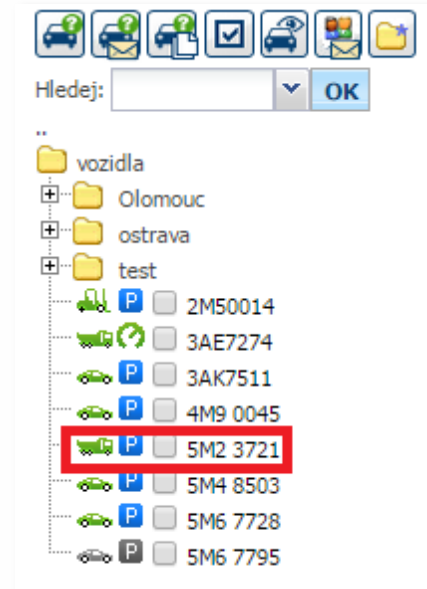 Hledej: OK
..
vozidla
Olomouc
ostrava
test
P 2M50014
3AE7274
P 3AK7511
P 4M9 0045
P 5M2 3721
P 5M4 8503
P 5M6 7728
P 5M6 7795